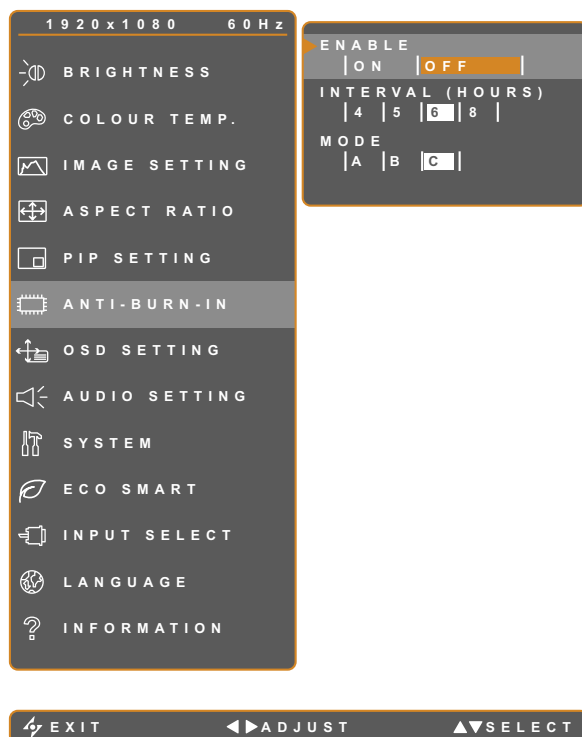 1920x1080 60Hz
BRIGHTNESS
COLOUR TEMP.
IMAGE SETTING
ASPECT RATIO
PIP SETTING
ANTI-BURN-IN
OSD SETTING
AUDIO SETTING
SYSTEM
ECO SMART
INPUT SELECT
LANGUAGE
INFORMATION
ENABLE
ON OFF
INTERVAL (HOURS)
4 5 6 8
MODE
A B C
EXIT ADJUST SELECT